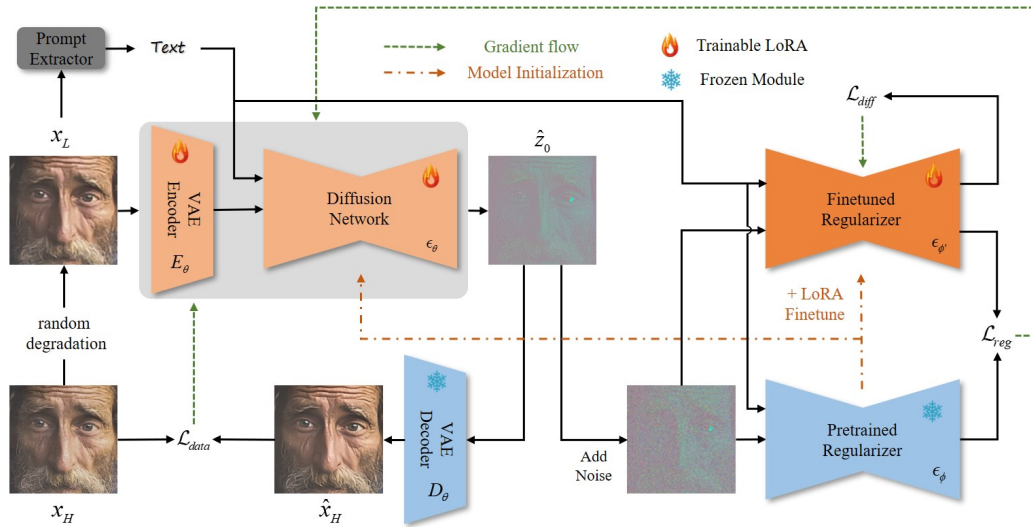 Prompt
Extractor
Text
Gradient flow
Model Initialization
Trainable LoRA
Frozen Module
x_L
VAE
Encoder
E_θ
Diffusion
Network
ϵ_θ
ẑ_0
ℒ_diff
Finetuned
Regularizer
ϵ_ϕ'
random
degradation
+ LoRA
Finetune
ℒ_reg
x_H
ℒ_data
x̂_H
VAE
Decoder
D_θ
Add
Noise
Pretrained
Regularizer
ϵ_ϕ